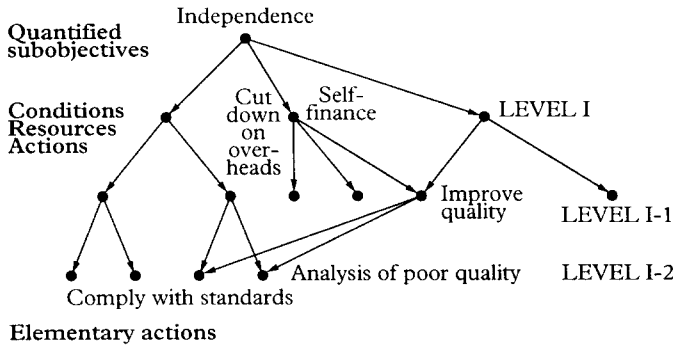 Independence
Quantified
subobjectives
Conditions
Resources
Actions
Cut
down
on
over-
heads
Self-
finance
LEVEL I
Improve
quality
LEVEL I-1
Analysis of poor quality
LEVEL I-2
Comply with standards
Elementary actions